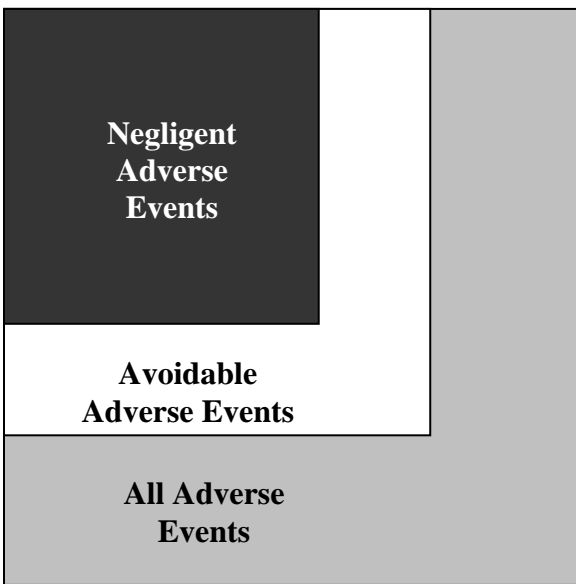 Negligent
Adverse
Events
Avoidable
Adverse Events
All Adverse
Events